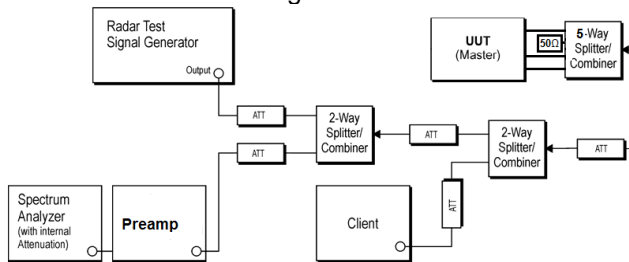 Radar Test
Signal Generator
Output
UUT
(Master)
50Ω
5-Way
Splitter/
Combiner
ATT
2-Way
Splitter/
Combiner
ATT
2-Way
Splitter/
Combiner
ATT
ATT
ATT
Spectrum
Analyzer
(with internal
Attenuation)
Preamp
Client